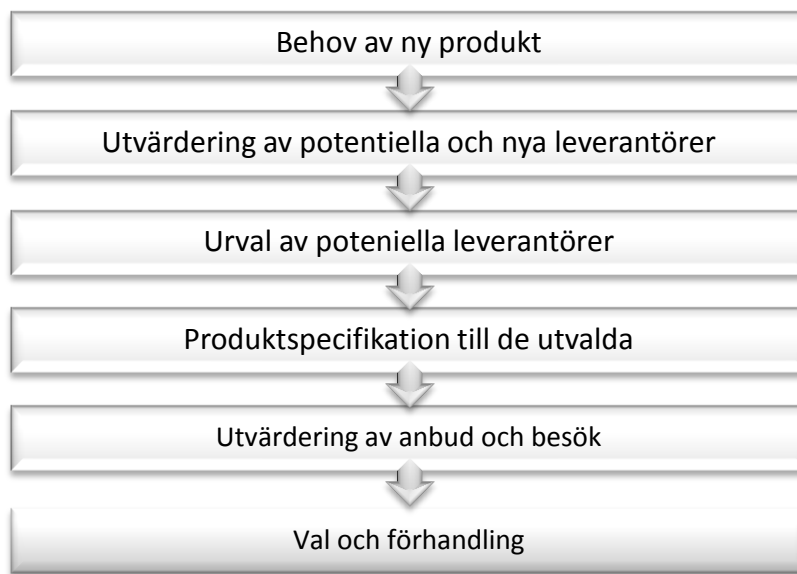 Behov av ny produkt
Utvärdering av potentiella och nya leverantörer
Urval av poteniella leverantörer
Produktspecifikation till de utvalda
Utvärdering av anbud och besök
Val och förhandling